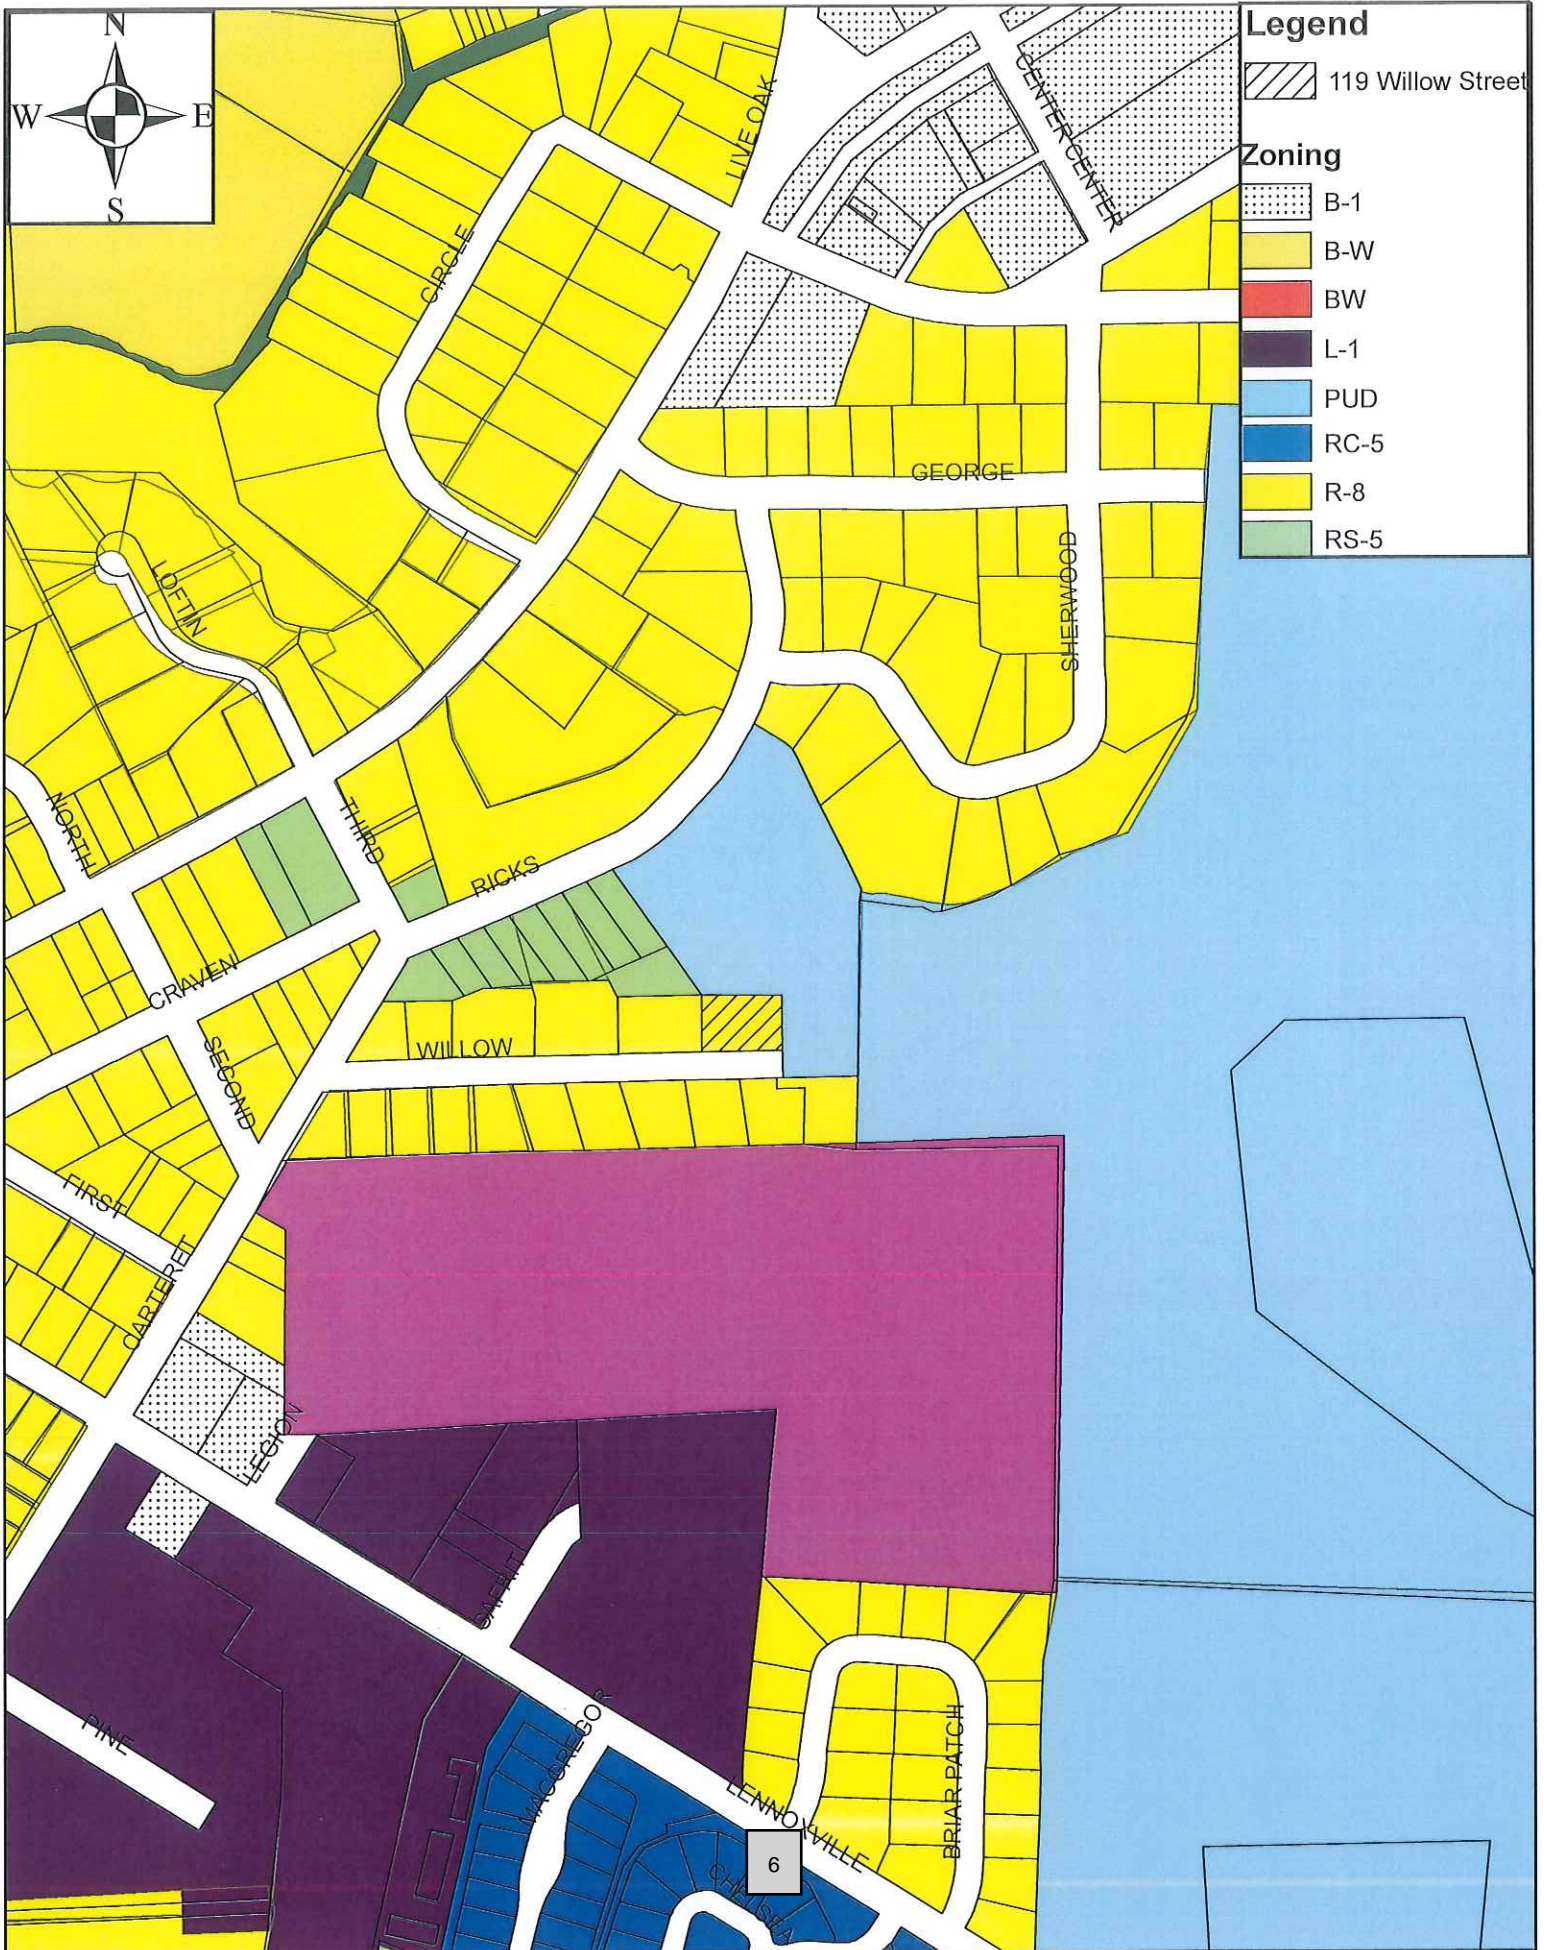 N
W E
S
Legend
119 Willow Street
Zoning
B-1
B-W
BW
L-1
PUD
RC-5
R-8
RS-5
LIVE OAK
CENTER
CENTER
CIRCLE
GEORGE
SHERWOOD
LOFTIN
NORTH
THIRD
RICKS
CRAVEN
WILLOW
SECOND
FIRST
CARTERET
LEGION
SAFRIT
PINE
MACGREGOR
LENNOXVILLE
BRIAR PATCH
CHELSEA
6